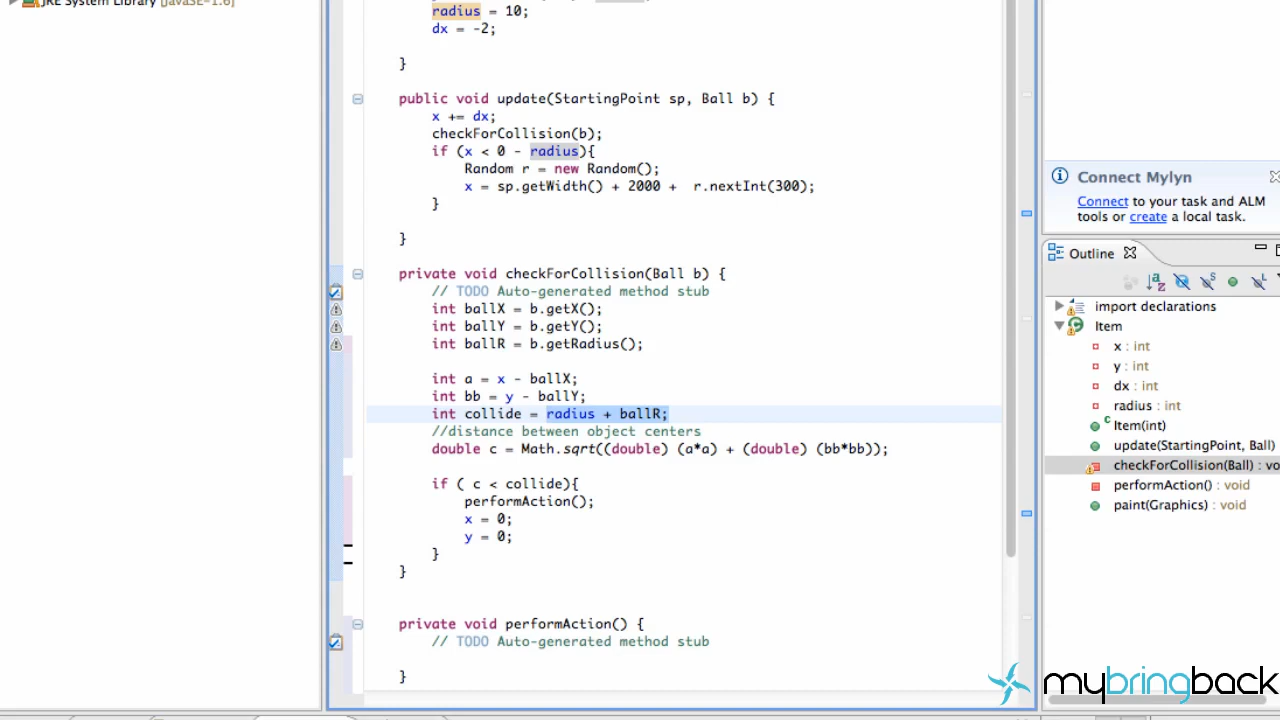 JRE System Library [JavaSE-1.6]
radius = 10;
dx = -2;
}
public void update(StartingPoint sp, Ball b) {
x += dx;
checkForCollision(b);
if (x < 0 - radius){
Random r = new Random();
x = sp.getWidth() + 2000 +  r.nextInt(300);
}
}
private void checkForCollision(Ball b) {
// TODO Auto-generated method stub
int ballX = b.getX();
int ballY = b.getY();
int ballR = b.getRadius();
int a = x - ballX;
int bb = y - ballY;
int collide = radius + ballR;
//distance between object centers
double c = Math.sqrt((double) (a*a) + (double) (bb*bb));
if ( c < collide){
performAction();
x = 0;
y = 0;
}
}
private void performAction() {
// TODO Auto-generated method stub
}
Connect Mylyn
Connect to your task and ALM
tools or create a local task.
Outline
import declarations
Item
x : int
y : int
dx : int
radius : int
Item(int)
update(StartingPoint, Ball)
checkForCollision(Ball) : vo
performAction() : void
paint(Graphics) : void
mybringback